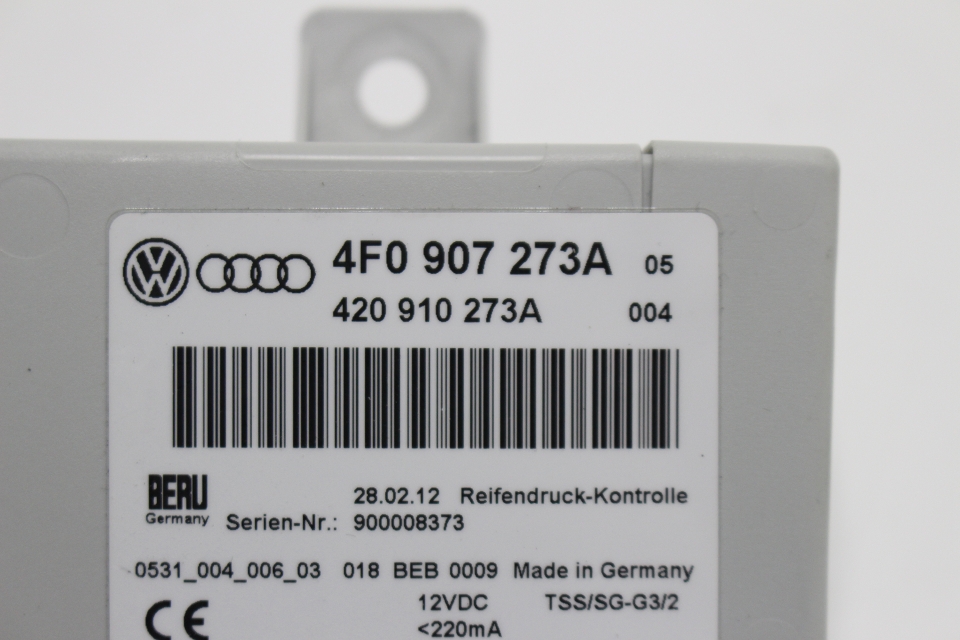 4F0 907 273A 05
420 910 273A 004
BERU
Germany
28.02.12 Reifendruck-Kontrolle
Serien-Nr.: 900008373
0531_004_006_03 018 BEB 0009 Made in Germany
12VDC TSS/SG-G3/2
CE <220mA